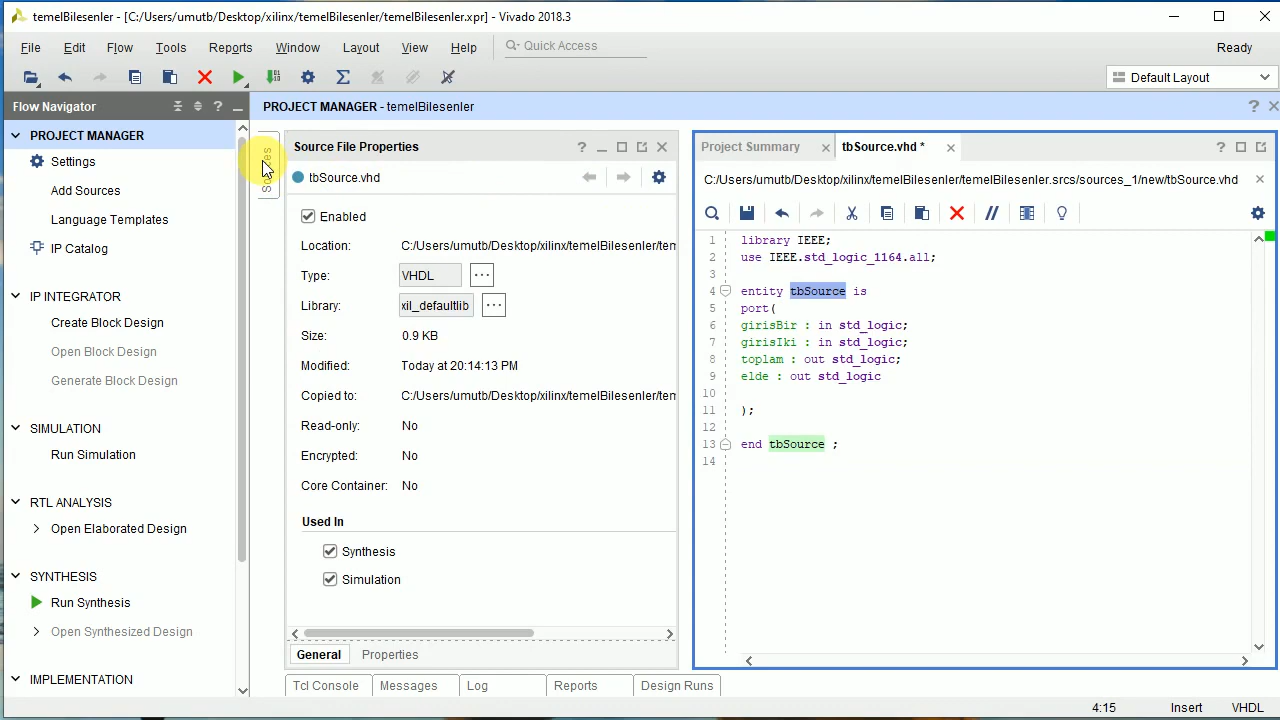 temelBilesenler - [C:/Users/umutb/Desktop/xilinx/temelBilesenler/temelBilesenler.xpr] - Vivado 2018.3
File Edit Flow Tools Reports Window Layout View Help Quick Access Ready
Default Layout
Flow Navigator
PROJECT MANAGER - temelBilesenler
PROJECT MANAGER
Settings
Add Sources
Language Templates
IP Catalog
IP INTEGRATOR
Create Block Design
Open Block Design
Generate Block Design
SIMULATION
Run Simulation
RTL ANALYSIS
Open Elaborated Design
SYNTHESIS
Run Synthesis
Open Synthesized Design
IMPLEMENTATION
Source File Properties
tbSource.vhd
Enabled
Location: C:/Users/umutb/Desktop/xilinx/temelBilesenler/tem
Type: VHDL
Library: xil_defaultlib
Size: 0.9 KB
Modified: Today at 20:14:13 PM
Copied to: C:/Users/umutb/Desktop/xilinx/temelBilesenler/tem
Read-only: No
Encrypted: No
Core Container: No
Used In
Synthesis
Simulation
General Properties
Tcl Console Messages Log Reports Design Runs
Project Summary tbSource.vhd *
C:/Users/umutb/Desktop/xilinx/temelBilesenler/temelBilesenler.srcs/sources_1/new/tbSource.vhd
1 library IEEE;
2 use IEEE.std_logic_1164.all;
3
4 entity tbSource is
5 port(
6 girisBir : in std_logic;
7 girisIki : in std_logic;
8 toplam : out std_logic;
9 elde : out std_logic
10
11 );
12
13 end tbSource ;
14
4:15 Insert VHDL